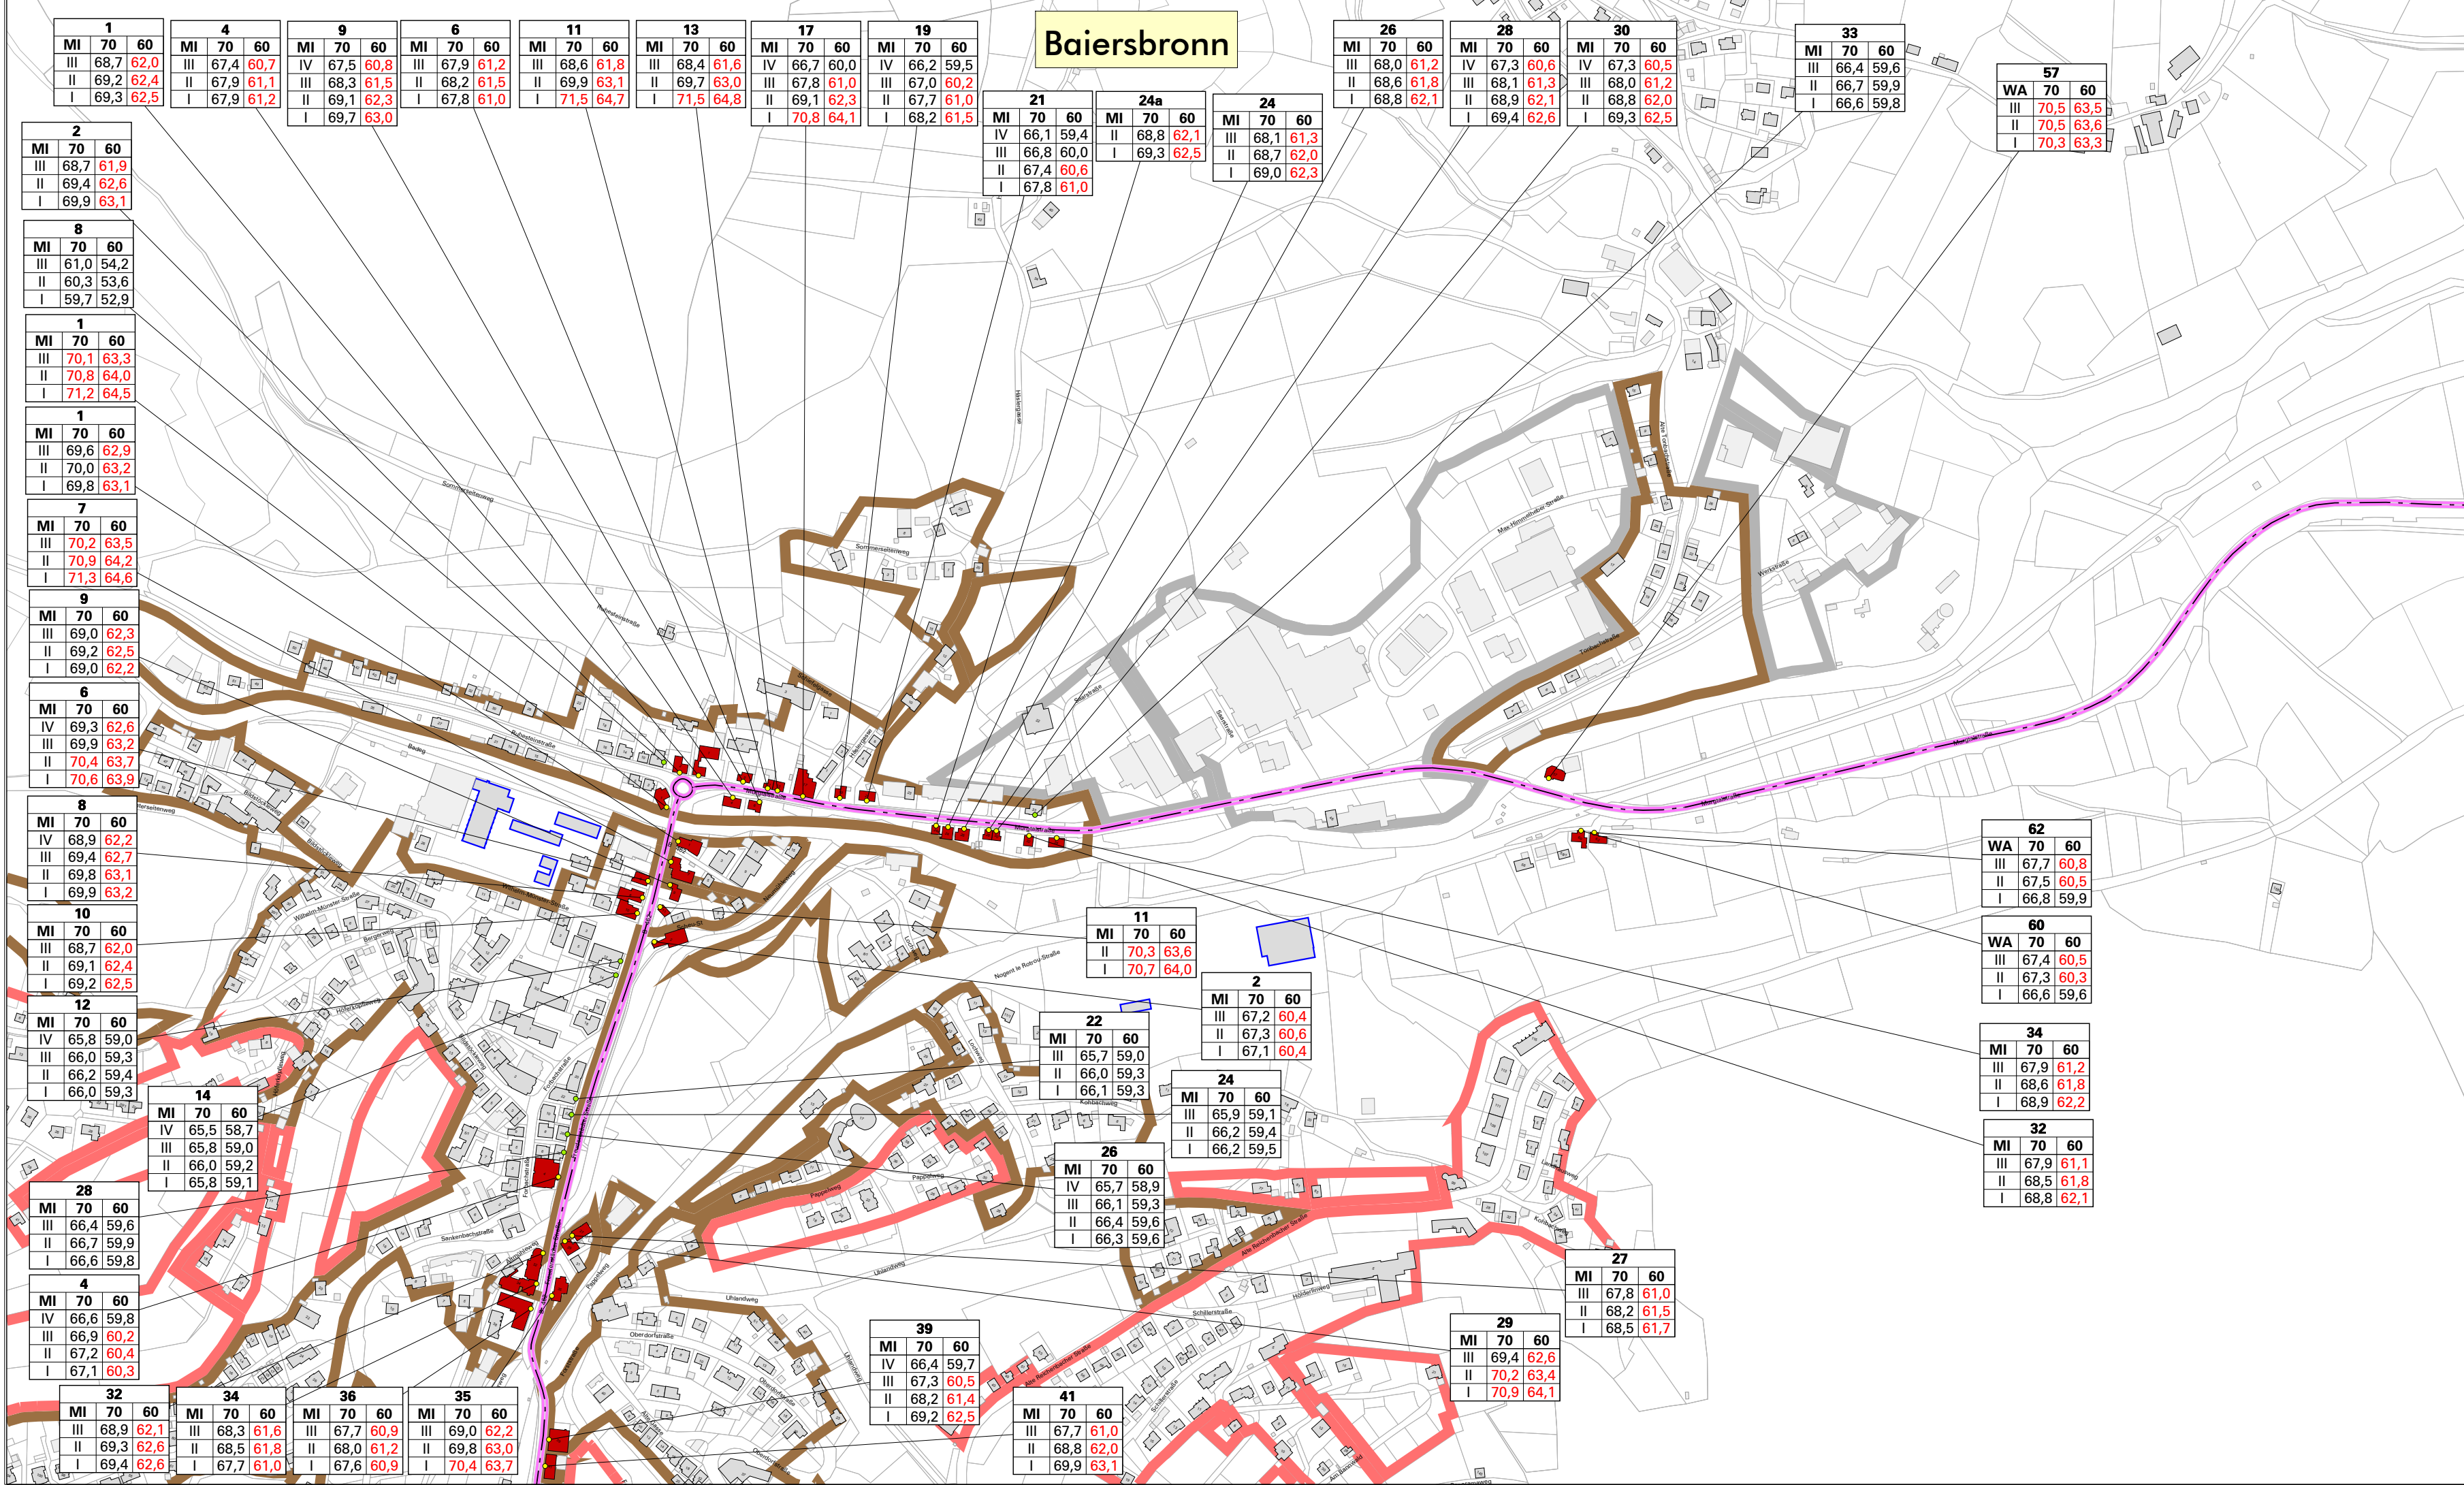 Baiersbronn
1
MI 70 60
III 68,7 62,0
II 69,2 62,4
I 69,3 62,5
4
MI 70 60
III 67,4 60,7
II 67,9 61,1
I 67,9 61,2
9
MI 70 60
IV 67,5 60,8
III 68,3 61,5
II 69,1 62,3
I 69,7 63,0
6
MI 70 60
III 67,9 61,2
II 68,2 61,5
I 67,8 61,0
11
MI 70 60
III 68,6 61,8
II 69,9 63,1
I 71,5 64,7
13
MI 70 60
III 68,4 61,6
II 69,7 63,0
I 71,5 64,8
17
MI 70 60
IV 66,7 60,0
III 67,8 61,0
II 69,1 62,3
I 70,8 64,1
19
MI 70 60
IV 66,2 59,5
III 67,0 60,2
II 67,7 61,0
I 68,2 61,5
21
MI 70 60
IV 66,1 59,4
III 66,8 60,0
II 67,4 60,6
I 67,8 61,0
24a
MI 70 60
II 68,8 62,1
I 69,3 62,5
24
MI 70 60
III 68,1 61,3
II 68,7 62,0
I 69,0 62,3
26
MI 70 60
III 68,0 61,2
II 68,6 61,8
I 68,8 62,1
28
MI 70 60
IV 67,3 60,6
III 68,1 61,3
II 68,9 62,1
I 69,4 62,6
30
MI 70 60
IV 67,3 60,5
III 68,0 61,2
II 68,8 62,0
I 69,3 62,5
33
MI 70 60
III 66,4 59,6
II 66,7 59,9
I 66,6 59,8
57
WA 70 60
III 70,5 63,5
II 70,5 63,6
I 70,3 63,3
2
MI 70 60
III 68,7 61,9
II 69,4 62,6
I 69,9 63,1
8
MI 70 60
III 61,0 54,2
II 60,3 53,6
I 59,7 52,9
1
MI 70 60
III 70,1 63,3
II 70,8 64,0
I 71,2 64,5
1
MI 70 60
III 69,6 62,9
II 70,0 63,2
I 69,8 63,1
7
MI 70 60
III 70,2 63,5
II 70,9 64,2
I 71,3 64,6
9
MI 70 60
III 69,0 62,3
II 69,2 62,5
I 69,0 62,2
6
MI 70 60
IV 69,3 62,6
III 69,9 63,2
II 70,4 63,7
I 70,6 63,9
8
MI 70 60
IV 68,9 62,2
III 69,4 62,7
II 69,8 63,1
I 69,9 63,2
10
MI 70 60
III 68,7 62,0
II 69,1 62,4
I 69,2 62,5
12
MI 70 60
IV 65,8 59,0
III 66,0 59,3
II 66,2 59,4
I 66,0 59,3
14
MI 70 60
IV 65,5 58,7
III 65,8 59,0
II 66,0 59,2
I 65,8 59,1
28
MI 70 60
III 66,4 59,6
II 66,7 59,9
I 66,6 59,8
4
MI 70 60
IV 66,6 59,8
III 66,9 60,2
II 67,2 60,4
I 67,1 60,3
32
MI 70 60
III 68,9 62,1
II 69,3 62,6
I 69,4 62,6
34
MI 70 60
III 68,3 61,6
II 68,5 61,8
I 67,7 61,0
36
MI 70 60
III 67,7 60,9
II 68,0 61,2
I 67,6 60,9
35
MI 70 60
III 69,0 62,2
II 69,8 63,0
I 70,4 63,7
39
MI 70 60
IV 66,4 59,7
III 67,3 60,5
II 68,2 61,4
I 69,2 62,5
41
MI 70 60
III 67,7 61,0
II 68,8 62,0
I 69,9 63,1
11
MI 70 60
II 70,3 63,6
I 70,7 64,0
2
MI 70 60
III 67,2 60,4
II 67,3 60,6
I 67,1 60,4
22
MI 70 60
III 65,7 59,0
II 66,0 59,3
I 66,1 59,3
24
MI 70 60
III 65,9 59,1
II 66,2 59,4
I 66,2 59,5
26
MI 70 60
IV 65,7 58,9
III 66,1 59,3
II 66,4 59,6
I 66,3 59,6
27
MI 70 60
III 67,8 61,0
II 68,2 61,5
I 68,5 61,7
29
MI 70 60
III 69,4 62,6
II 70,2 63,4
I 70,9 64,1
62
WA 70 60
III 67,7 60,8
II 67,5 60,5
I 66,8 59,9
60
WA 70 60
III 67,4 60,5
II 67,3 60,3
I 66,6 59,6
34
MI 70 60
III 67,9 61,2
II 68,6 61,8
I 68,9 62,2
32
MI 70 60
III 67,9 61,1
II 68,5 61,8
I 68,8 62,1
Sommerseitenweg
Sommerseitenweg
Ruhesteinstraße
Ruhesteinstraße
Max-Himmelheber-Straße
Alte Tonbachstraße
Tonbachstraße
Werkstraße
Murgtalstraße
Murgtalstraße
Murgtalstraße
Murgtalstraße
Wilhelm-Münster-Straße
Wilhelm-Münster-Straße
Nogent le Rotrou-Straße
Forbachstraße
Forbachstraße
Sankenbachstraße
Pappelweg
Pappelweg
Pappelweg
Uhlandweg
Uhlandweg
Uhlandweg
Oberdorfstraße
Oberdorfstraße
Oberdorfstraße
Alte Reichenbacher Straße
Alte Reichenbacher Straße
Schillerstraße
Schillerstraße
Hölderlinweg